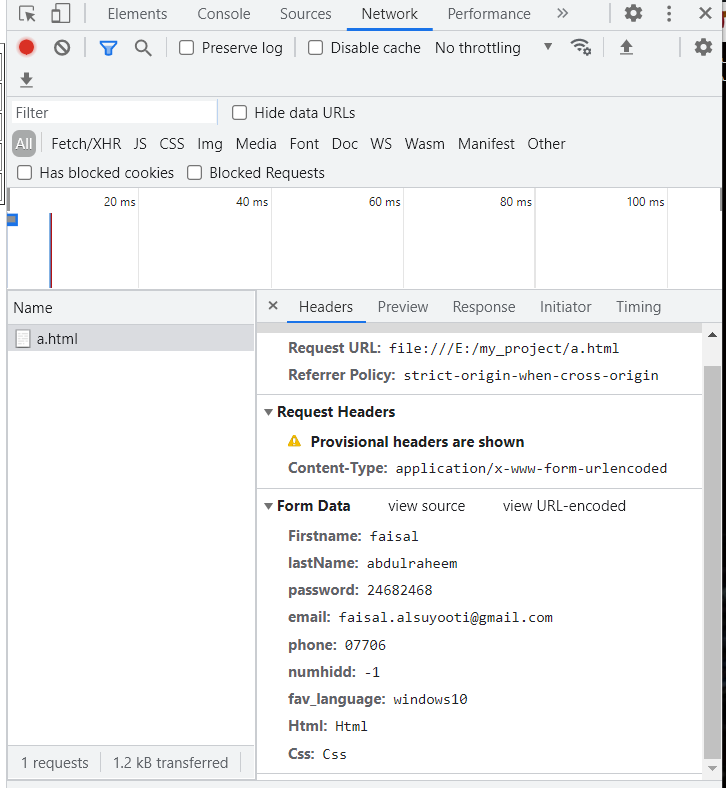 Elements Console Sources Network Performance
Preserve log Disable cache No throttling
Filter Hide data URLs
All Fetch/XHR JS CSS Img Media Font Doc WS Wasm Manifest Other
Has blocked cookies Blocked Requests
20 ms 40 ms 60 ms 80 ms 100 ms
Name
a.html
1 requests 1.2 kB transferred
Headers Preview Response Initiator Timing
Request URL: file:///E:/my_project/a.html
Referrer Policy: strict-origin-when-cross-origin
Request Headers
Provisional headers are shown
Content-Type: application/x-www-form-urlencoded
Form Data view source view URL-encoded
Firstname: faisal
lastName: abdulraheem
password: 24682468
email: faisal.alsuyooti@gmail.com
phone: 07706
numhidd: -1
fav_language: windows10
Html: Html
Css: Css